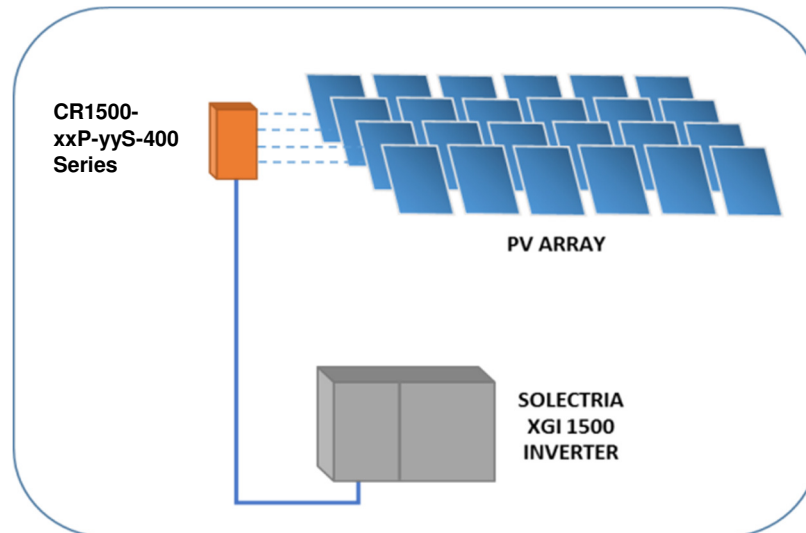 CR1500-
xxP-yyS-400
Series
PV ARRAY
SOLECTRIA
XGI 1500
INVERTER